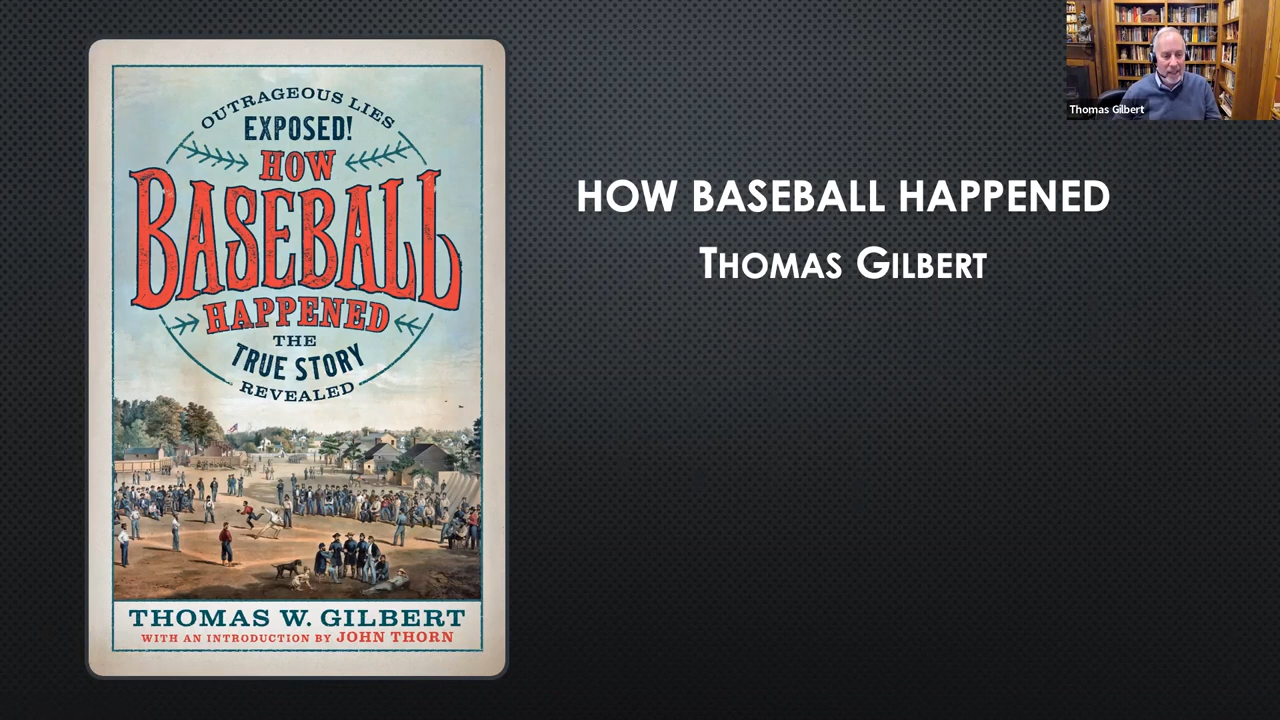 OUTRAGEOUS LIES
EXPOSED!
HOW
BASEBALL
HAPPENED
THE
TRUE STORY
REVEALED
THOMAS W. GILBERT
WITH AN INTRODUCTION BY JOHN THORN
HOW BASEBALL HAPPENED
THOMAS GILBERT
Thomas Gilbert